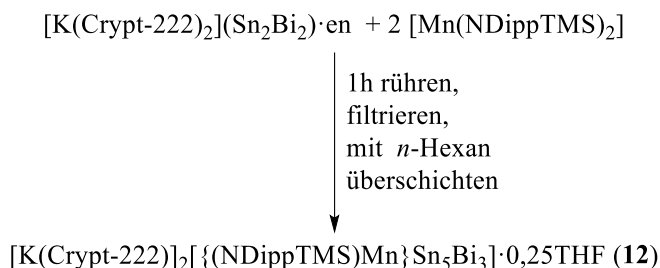 [K(Crypt-222)₂](Sn₂Bi₂)·en + 2 [Mn(NDippTMS)₂]
1h rühren,
filtrieren,
mit n-Hexan
überschichten
[K(Crypt-222)]₂[{(NDippTMS)Mn}Sn₅Bi₃]·0,25THF (12)